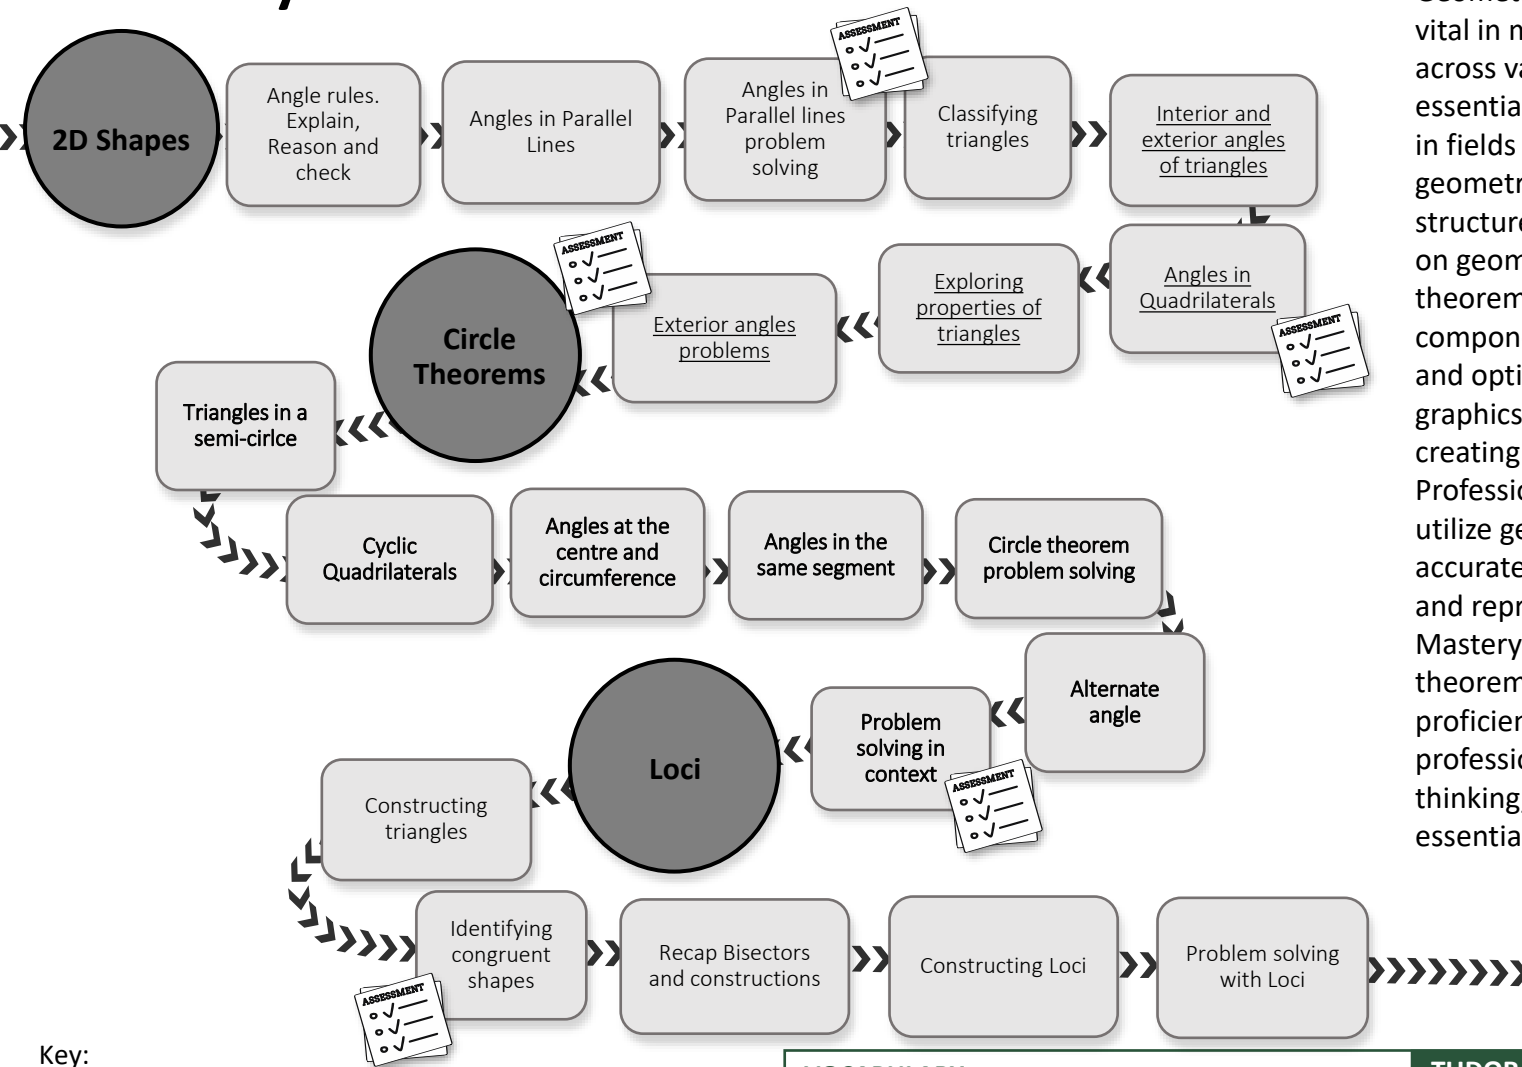 2D Shapes
Angle rules.
Explain,
Reason and
check
Angles in Parallel
Lines
Angles in
Parallel lines
problem
solving
ASSESSMENT
Classifying
triangles
Interior and
exterior angles
of triangles
Angles in
Quadrilaterals
ASSESSMENT
Exploring
properties of
triangles
Exterior angles
problems
ASSESSMENT
Circle
Theorems
Triangles in a
semi-cirlce
Cyclic
Quadrilaterals
Angles at the
centre and
circumference
Angles in the
same segment
Circle theorem
problem solving
Alternate
angle
Problem
solving in
context
ASSESSMENT
Loci
Constructing
triangles
Identifying
congruent
shapes
ASSESSMENT
Recap Bisectors
and constructions
Constructing Loci
Problem solving
with Loci
Key:
vital in
across
essentia
in fields
geometr
structure
on geom
theorem
compon
and opti
graphics
creating
Professio
utilize ge
accurate
and repr
Mastery
theorem
proficien
professio
thinking,
essentia
VOCABULARY
TUDOR